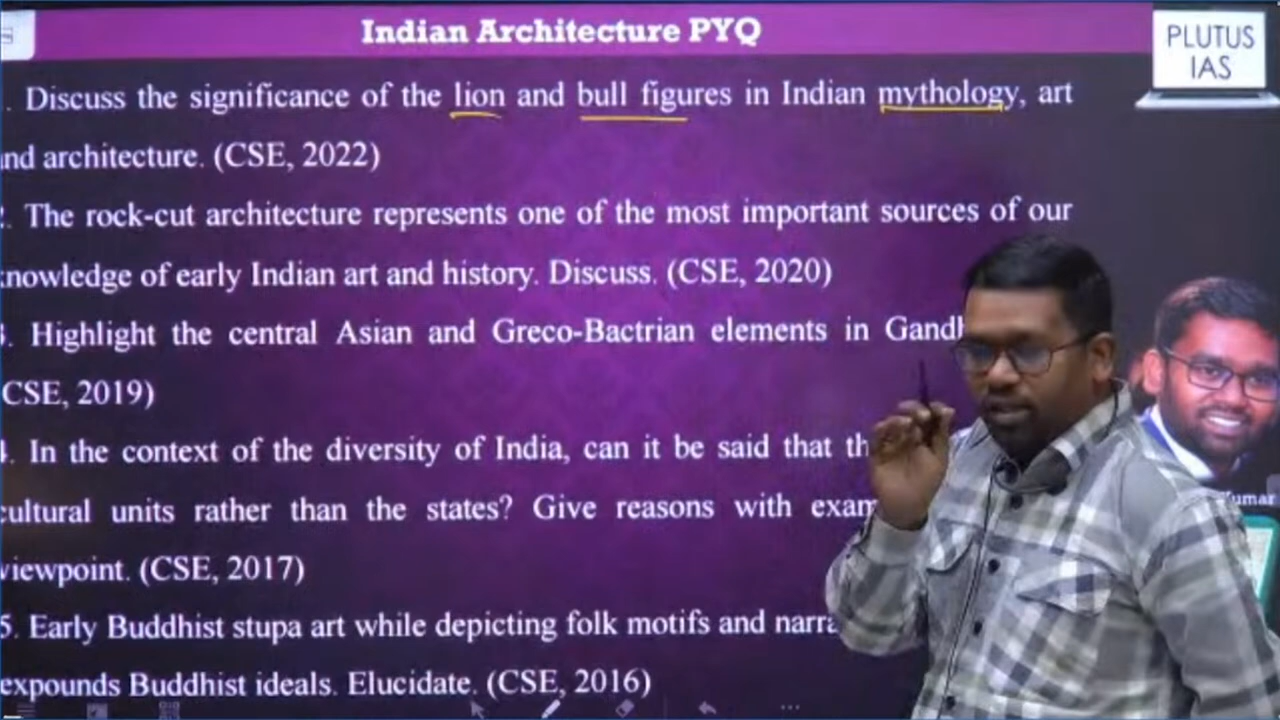 Indian Architecture PYQ
PLUTUS
IAS
. Discuss the significance of the lion and bull figures in Indian mythology, art
nd architecture. (CSE, 2022)
. The rock-cut architecture represents one of the most important sources of our
nowledge of early Indian art and history. Discuss. (CSE, 2020)
. Highlight the central Asian and Greco-Bactrian elements in Gandh
CSE, 2019)
. In the context of the diversity of India, can it be said that th
cultural units rather than the states? Give reasons with exam
viewpoint. (CSE, 2017)
5. Early Buddhist stupa art while depicting folk motifs and narra
expounds Buddhist ideals. Elucidate. (CSE, 2016)
umar